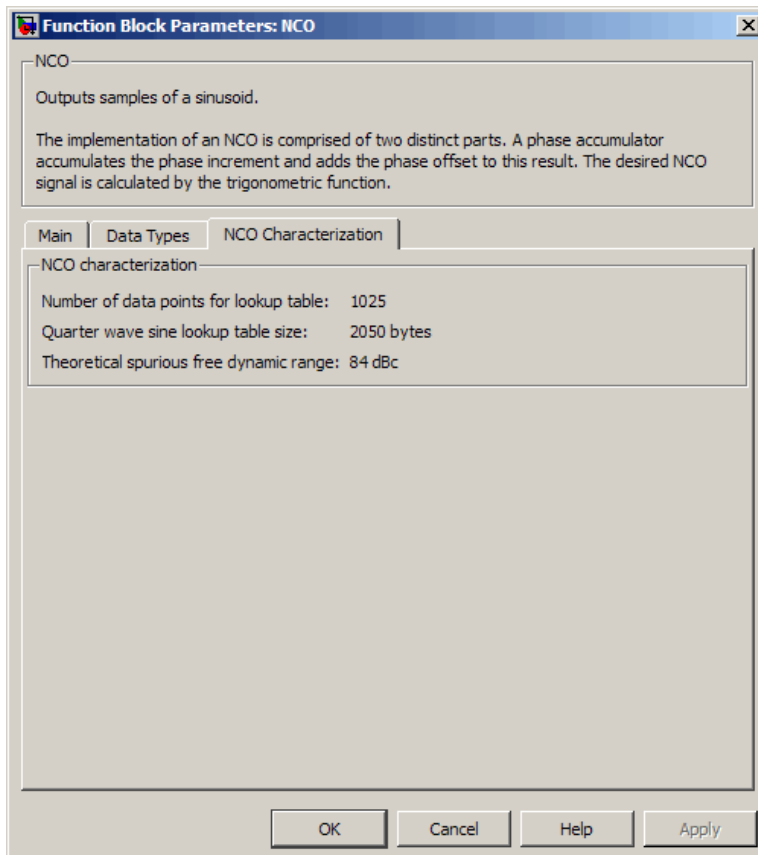 Function Block Parameters: NCO
NCO
Outputs samples of a sinusoid.
The implementation of an NCO is comprised of two distinct parts. A phase accumulator
accumulates the phase increment and adds the phase offset to this result. The desired NCO
signal is calculated by the trigonometric function.
Main Data Types NCO Characterization
NCO characterization
Number of data points for lookup table: 1025
Quarter wave sine lookup table size: 2050 bytes
Theoretical spurious free dynamic range: 84 dBc
OK Cancel Help Apply